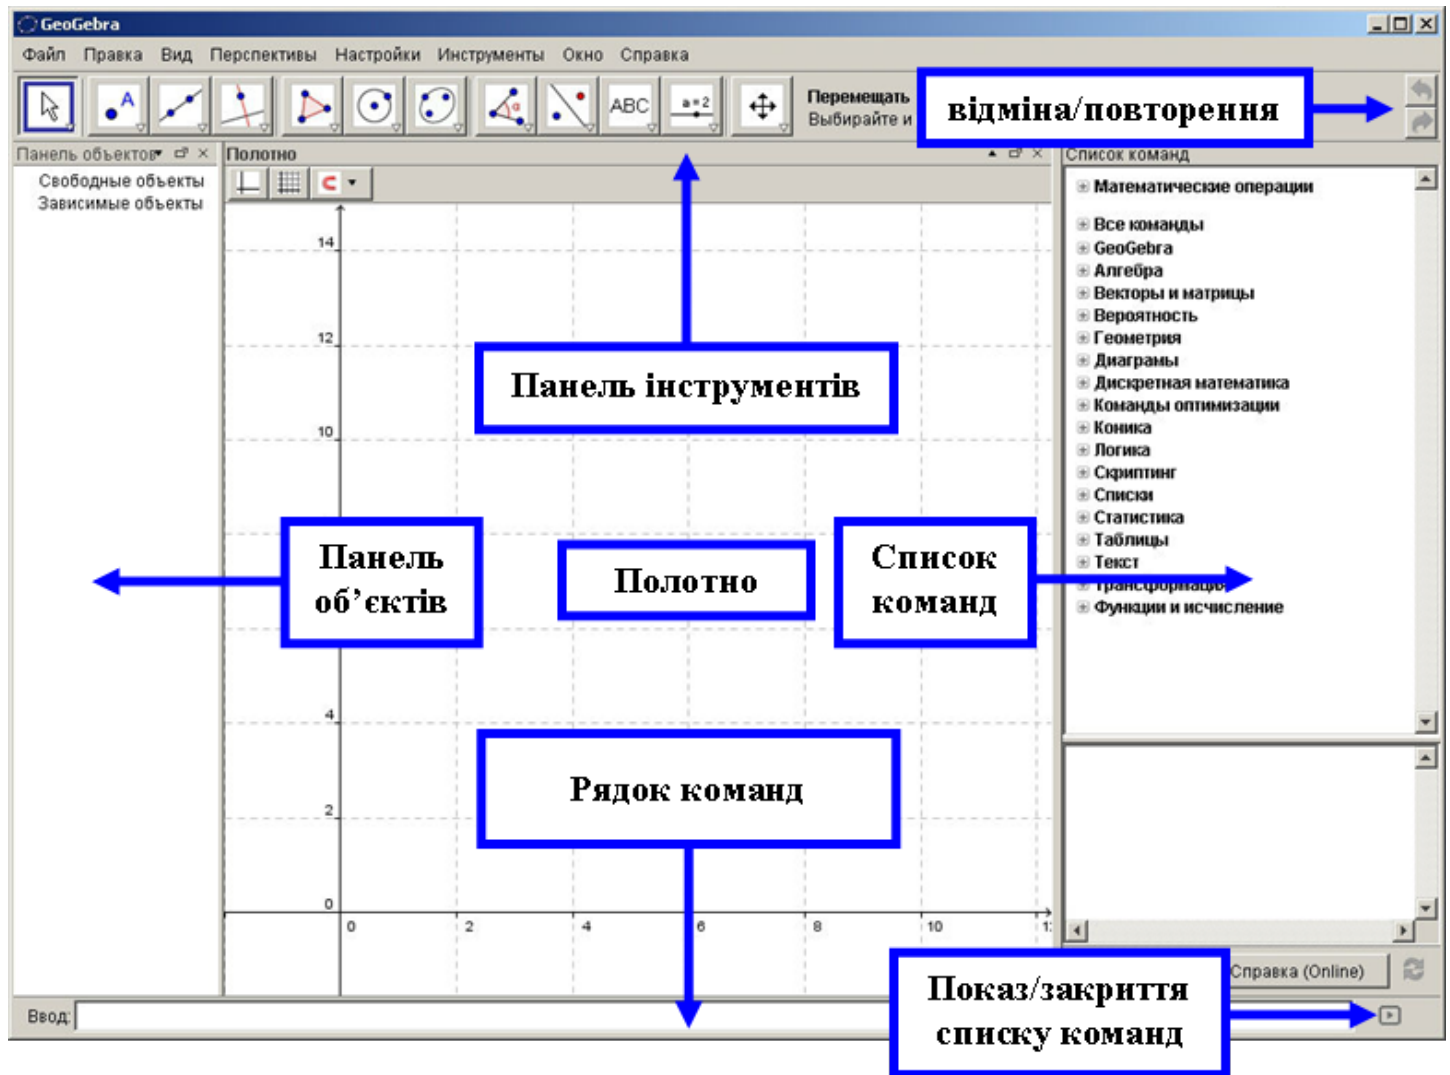 GeoGebra
Файл Правка Вид Перспективы Настройки Инструменты Окно Справка
A
α
ABC
a=2
Перемещать
Выбирайте и
відміна/повторення
Панель объектов
Свободные объекты
Зависимые объекты
Полотно
Список команд
Математические операции
Все команды
GeoGebra
Алгебра
Векторы и матрицы
Вероятность
Геометрия
Диаграмы
Дискретная математика
Команды оптимизации
Коника
Логика
Скриптинг
Списки
Статистика
Таблицы
Текст
Трансформация
Функции и исчисление
14
12
10
4
2
0
0 2 4 6 8 10
Панель інструментів
Панель
об’єктів
Полотно
Список
команд
Рядок команд
Справка (Online)
Показ/закриття
списку команд
Ввод: